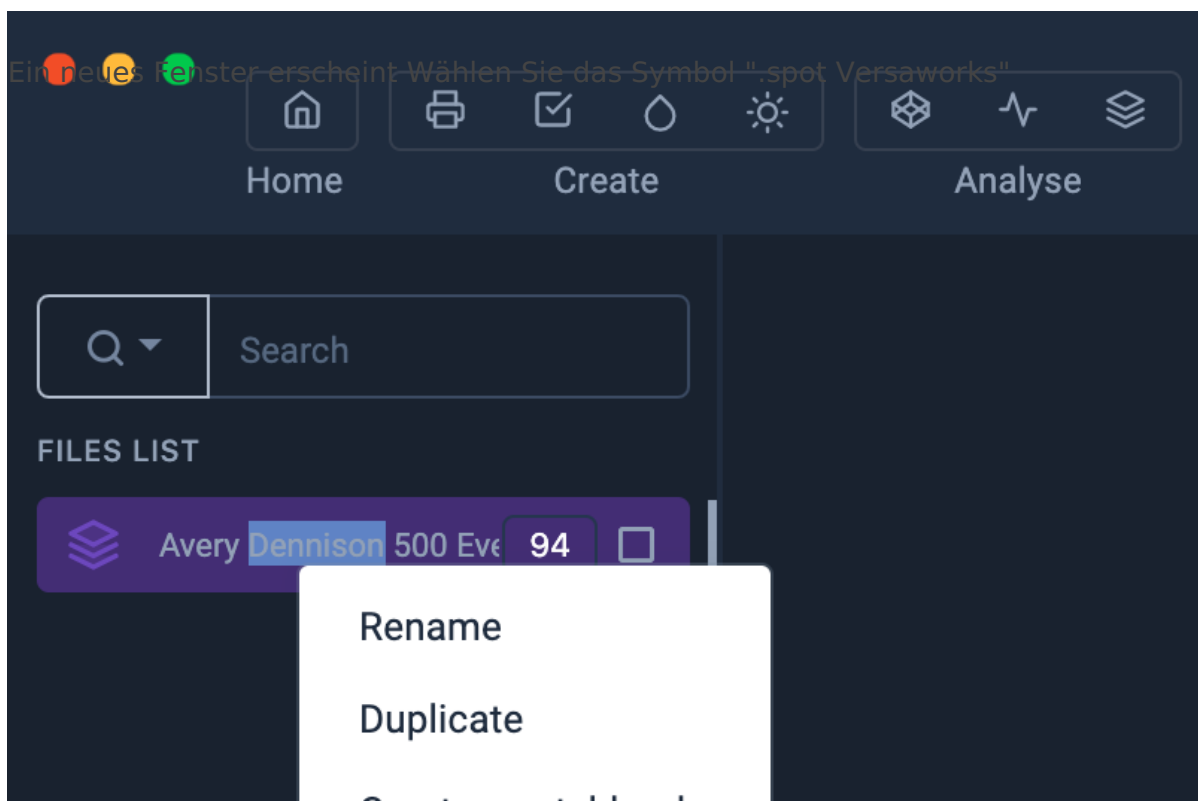 Ein neues Fenster erscheint Wählen Sie das Symbol ".spot Versaworks"
Home Create Analyse
Search
FILES LIST
Avery Dennison 500 Eve 94
Rename
Duplicate